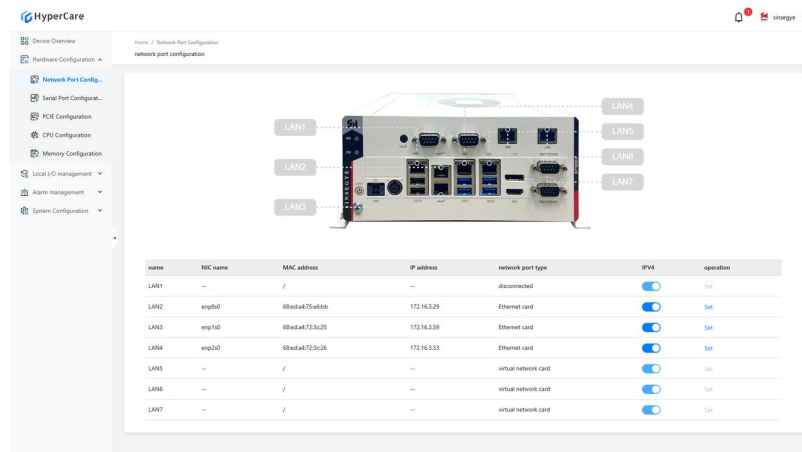 HyperCare
1
sinsegye
Device Overview
Hardware Configuration
Network Port Config...
Serial Port Configurat...
PCIE Configuration
CPU Configuration
Memory Configuration
Local I/O management
Alarm management
System Configuration
Home / Network Port Configuration
network port configuration
LAN1
LAN2
LAN3
LAN4
LAN5
LAN6
LAN7
SINSEGYE
name NIC name MAC address IP address network port type IPV4 operation
LAN1 -- / -- disconnected Set
LAN2 enp8s0 68:ed:a4:75:e6:bb 172.16.3.29 Ethernet card Set
LAN3 enp1s0 68:ed:a4:72:3c:25 172.16.3.59 Ethernet card Set
LAN4 enp2s0 68:ed:a4:72:3c:26 172.16.3.53 Ethernet card Set
LAN5 -- / -- virtual network card Set
LAN6 -- / -- virtual network card Set
LAN7 -- / -- virtual network card Set